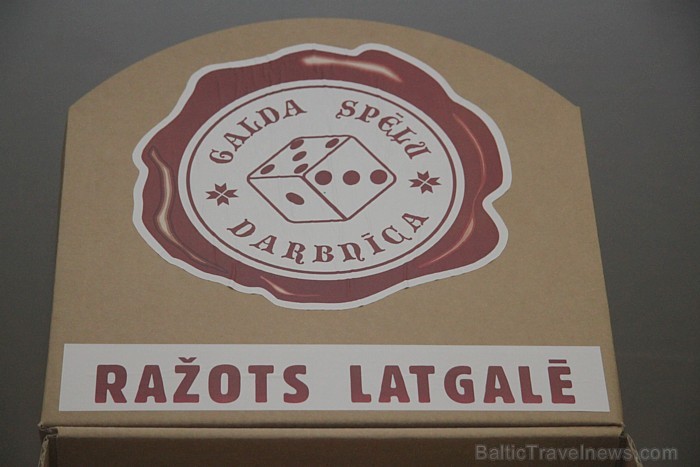 GALDA SPĒĻU
DARBNĪCA
RAŽOTS LATGALĒ
BalticTravelnews.com